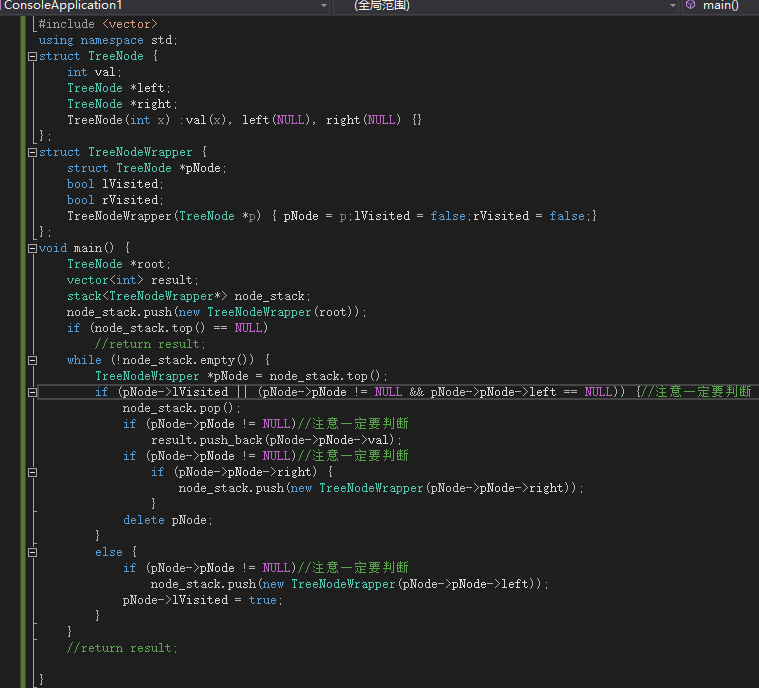 ConsoleApplication1 (全局范围) main()
#include <vector>
using namespace std;
struct TreeNode {
    int val;
    TreeNode *left;
    TreeNode *right;
    TreeNode(int x) :val(x), left(NULL), right(NULL) {}
};
struct TreeNodeWrapper {
    struct TreeNode *pNode;
    bool lVisited;
    bool rVisited;
    TreeNodeWrapper(TreeNode *p) { pNode = p;lVisited = false;rVisited = false;}
};
void main() {
    TreeNode *root;
    vector<int> result;
    stack<TreeNodeWrapper*> node_stack;
    node_stack.push(new TreeNodeWrapper(root));
    if (node_stack.top() == NULL)
        //return result;
    while (!node_stack.empty()) {
        TreeNodeWrapper *pNode = node_stack.top();
        if (pNode->lVisited || (pNode->pNode != NULL && pNode->pNode->left == NULL)) {//注意一定要判断
            node_stack.pop();
            if (pNode->pNode != NULL)//注意一定要判断
                result.push_back(pNode->pNode->val);
            if (pNode->pNode != NULL)//注意一定要判断
                if (pNode->pNode->right) {
                    node_stack.push(new TreeNodeWrapper(pNode->pNode->right));
                }
            delete pNode;
        }
        else {
            if (pNode->pNode != NULL)//注意一定要判断
                node_stack.push(new TreeNodeWrapper(pNode->pNode->left));
            pNode->lVisited = true;
        }
    }
    //return result;
}